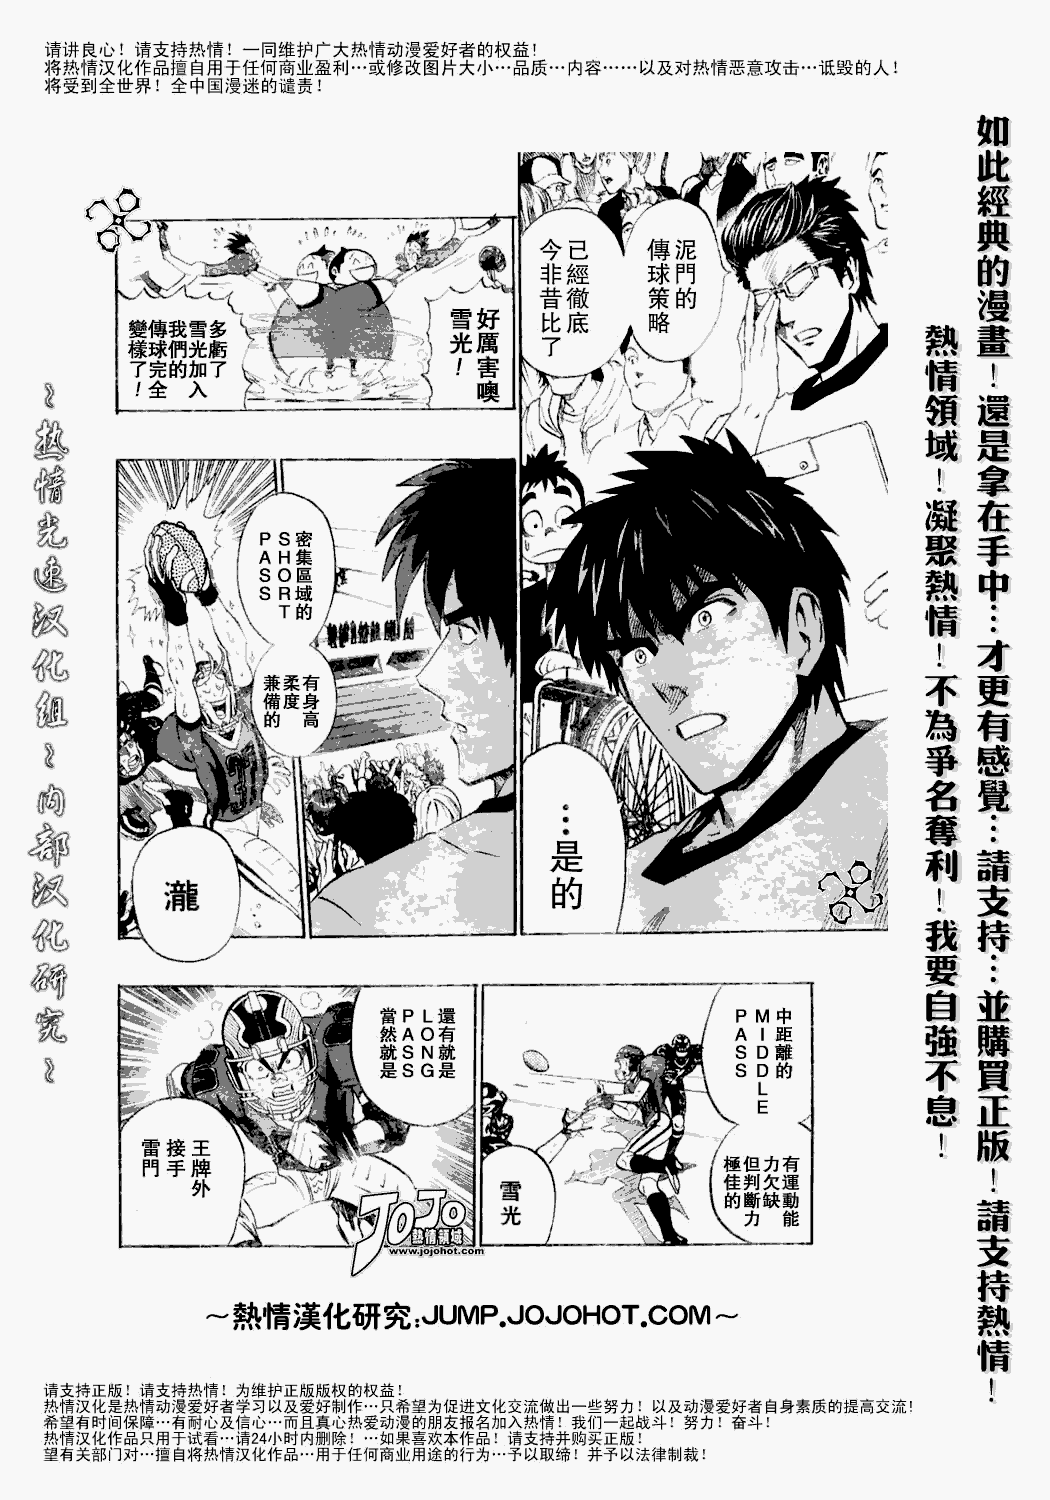 请讲良心！请支持热情！一同维护广大热情动漫爱好者的权益！
将热情汉化作品擅自用于任何商业盈利…或修改图片大小…品质…内容……以及对热情恶意攻击…诋毁的人！
将受到全世界！全中国漫迷的谴责！
如此經典的漫畫！還是拿在手中…才更有感覺…請支持…並購買正版！請支持熱情！
熱情領域！凝聚熱情！不為爭名奪利！我要自強不息！
泥門的
傳球策略
已經徹底
今非昔比了
好厲害噢
雪光！
多虧了
雪光加入
我們的
傳球完全
變樣了！
…是的
密集區域的
SHORT
PASS
有身高
柔度
兼備的
瀧
中距離的
MIDDLE
PASS
有運動能
力欠缺
但判斷力
極佳的
雪光
還有就是
LONG
PASS
當然就是
王牌外
接手
雷門
JOJO
熱情領域
www.jojohot.com
~热情光速汉化组~内部汉化研究~
~熱情漢化研究:JUMP.JOJOHOT.COM~
请支持正版！请支持热情！为维护正版版权的权益！
热情汉化是热情动漫爱好者学习以及爱好制作…只希望为促进文化交流做出一些努力！以及动漫爱好者自身素质的提高交流！
希望有时间保障…有耐心及信心…而且真心热爱动漫的朋友报名加入热情！我们一起战斗！努力！奋斗！
热情汉化作品只用于试看…请24小时内删除！…如果喜欢本作品！请支持并购买正版！
望有关部门对…擅自将热情汉化作品…用于任何商业用途的行为…予以取缔！并予以法律制裁！